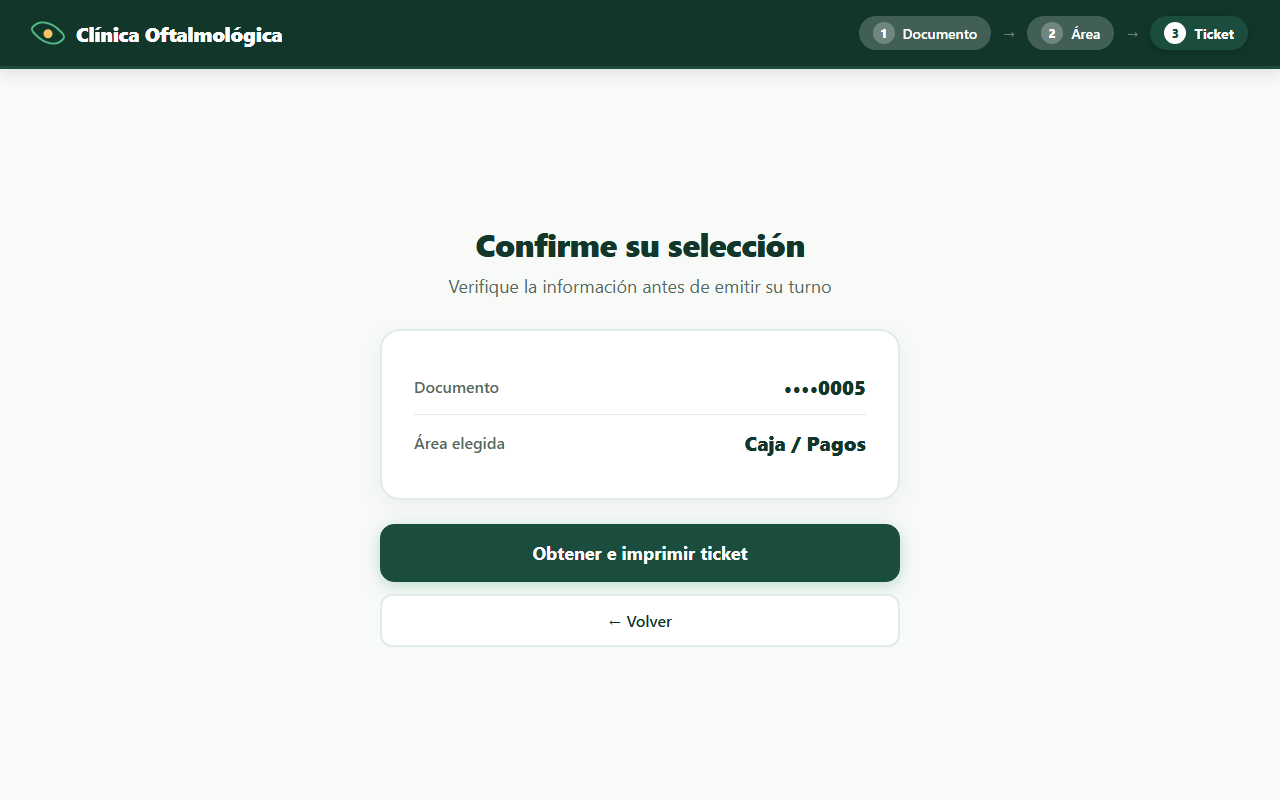 Clínica Oftalmológica
1 Documento → 2 Área → 3 Ticket
Confirme su selección
Verifique la información antes de emitir su turno
Documento ••••0005
Área elegida Caja / Pagos
Obtener e imprimir ticket
← Volver